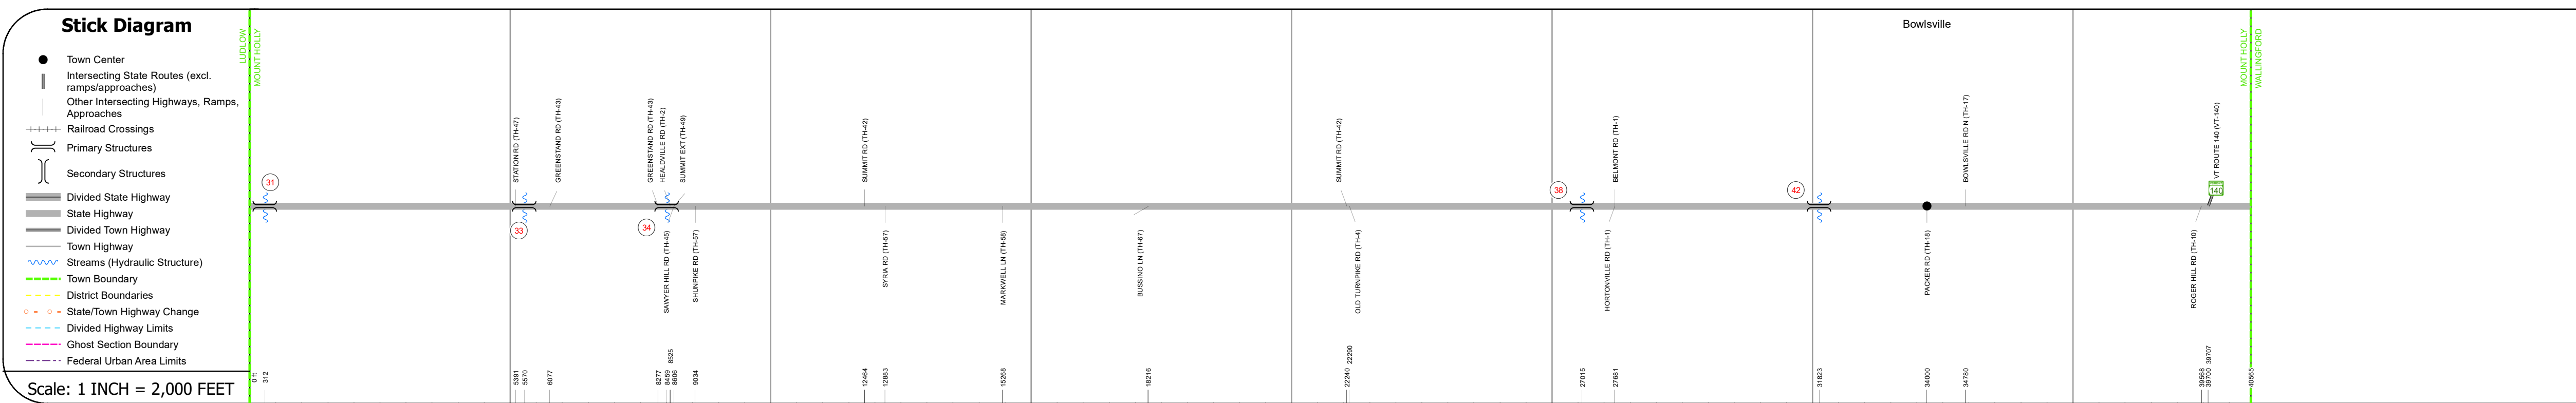 Stick Diagram
Town Center
Intersecting State Routes (excl.
ramps/approaches)
Other Intersecting Highways, Ramps,
Approaches
Railroad Crossings
Primary Structures
Secondary Structures
Divided State Highway
State Highway
Divided Town Highway
Town Highway
Streams (Hydraulic Structure)
Town Boundary
District Boundaries
State/Town Highway Change
Divided Highway Limits
Ghost Section Boundary
Federal Urban Area Limits
Scale: 1 INCH = 2,000 FEET
LUDLOW
MOUNT HOLLY
Bowlsville
MOUNT HOLLY
WALLINGFORD
STATION RD (TH-47)
GREENSTAND RD (TH-43)
GREENSTAND RD (TH-43)
HEALDVILLE RD (TH-2)
SUMMIT EXT (TH-49)
SUMMIT RD (TH-42)
SUMMIT RD (TH-42)
BELMONT RD (TH-1)
BOWLSVILLE RD N (TH-17)
VT ROUTE 140 (VT-140)
31
33
34
38
42
140
SAWYER HILL RD (TH-45)
SHUNPIKE RD (TH-57)
SYRIA RD (TH-57)
MARKWELL LN (TH-58)
BUSSINO LN (TH-67)
OLD TURNPIKE RD (TH-4)
HORTONVILLE RD (TH-1)
PACKER RD (TH-18)
ROGER HILL RD (TH-10)
0 ft
312
5391
5570
6077
8277
8459
8525
8606
9034
12464
12883
15268
18216
22240
22290
27015
27681
31823
34000
34780
39568
39700
39707
40565